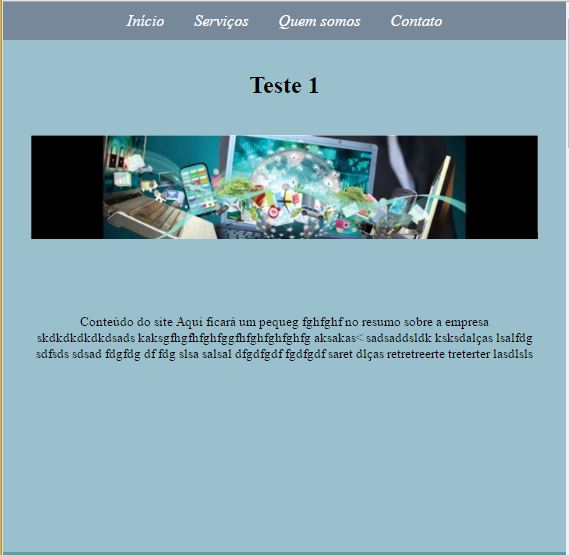 Início Serviços Quem somos Contato
Teste 1
Conteúdo do site Aqui ficará um pequeg fghfghf no resumo sobre a empresa
skdkdkdkdkdsads kaksgfhgfhfghfggfhfghfghfghfg aksakas< sadsaddsldk ksksdalças lsalfdg
sdfsds sdsad fdgfdg df fdg slsa salsal dfgdfgdf fgdfgdf saret dlças retretreerte treterter lasdlsls